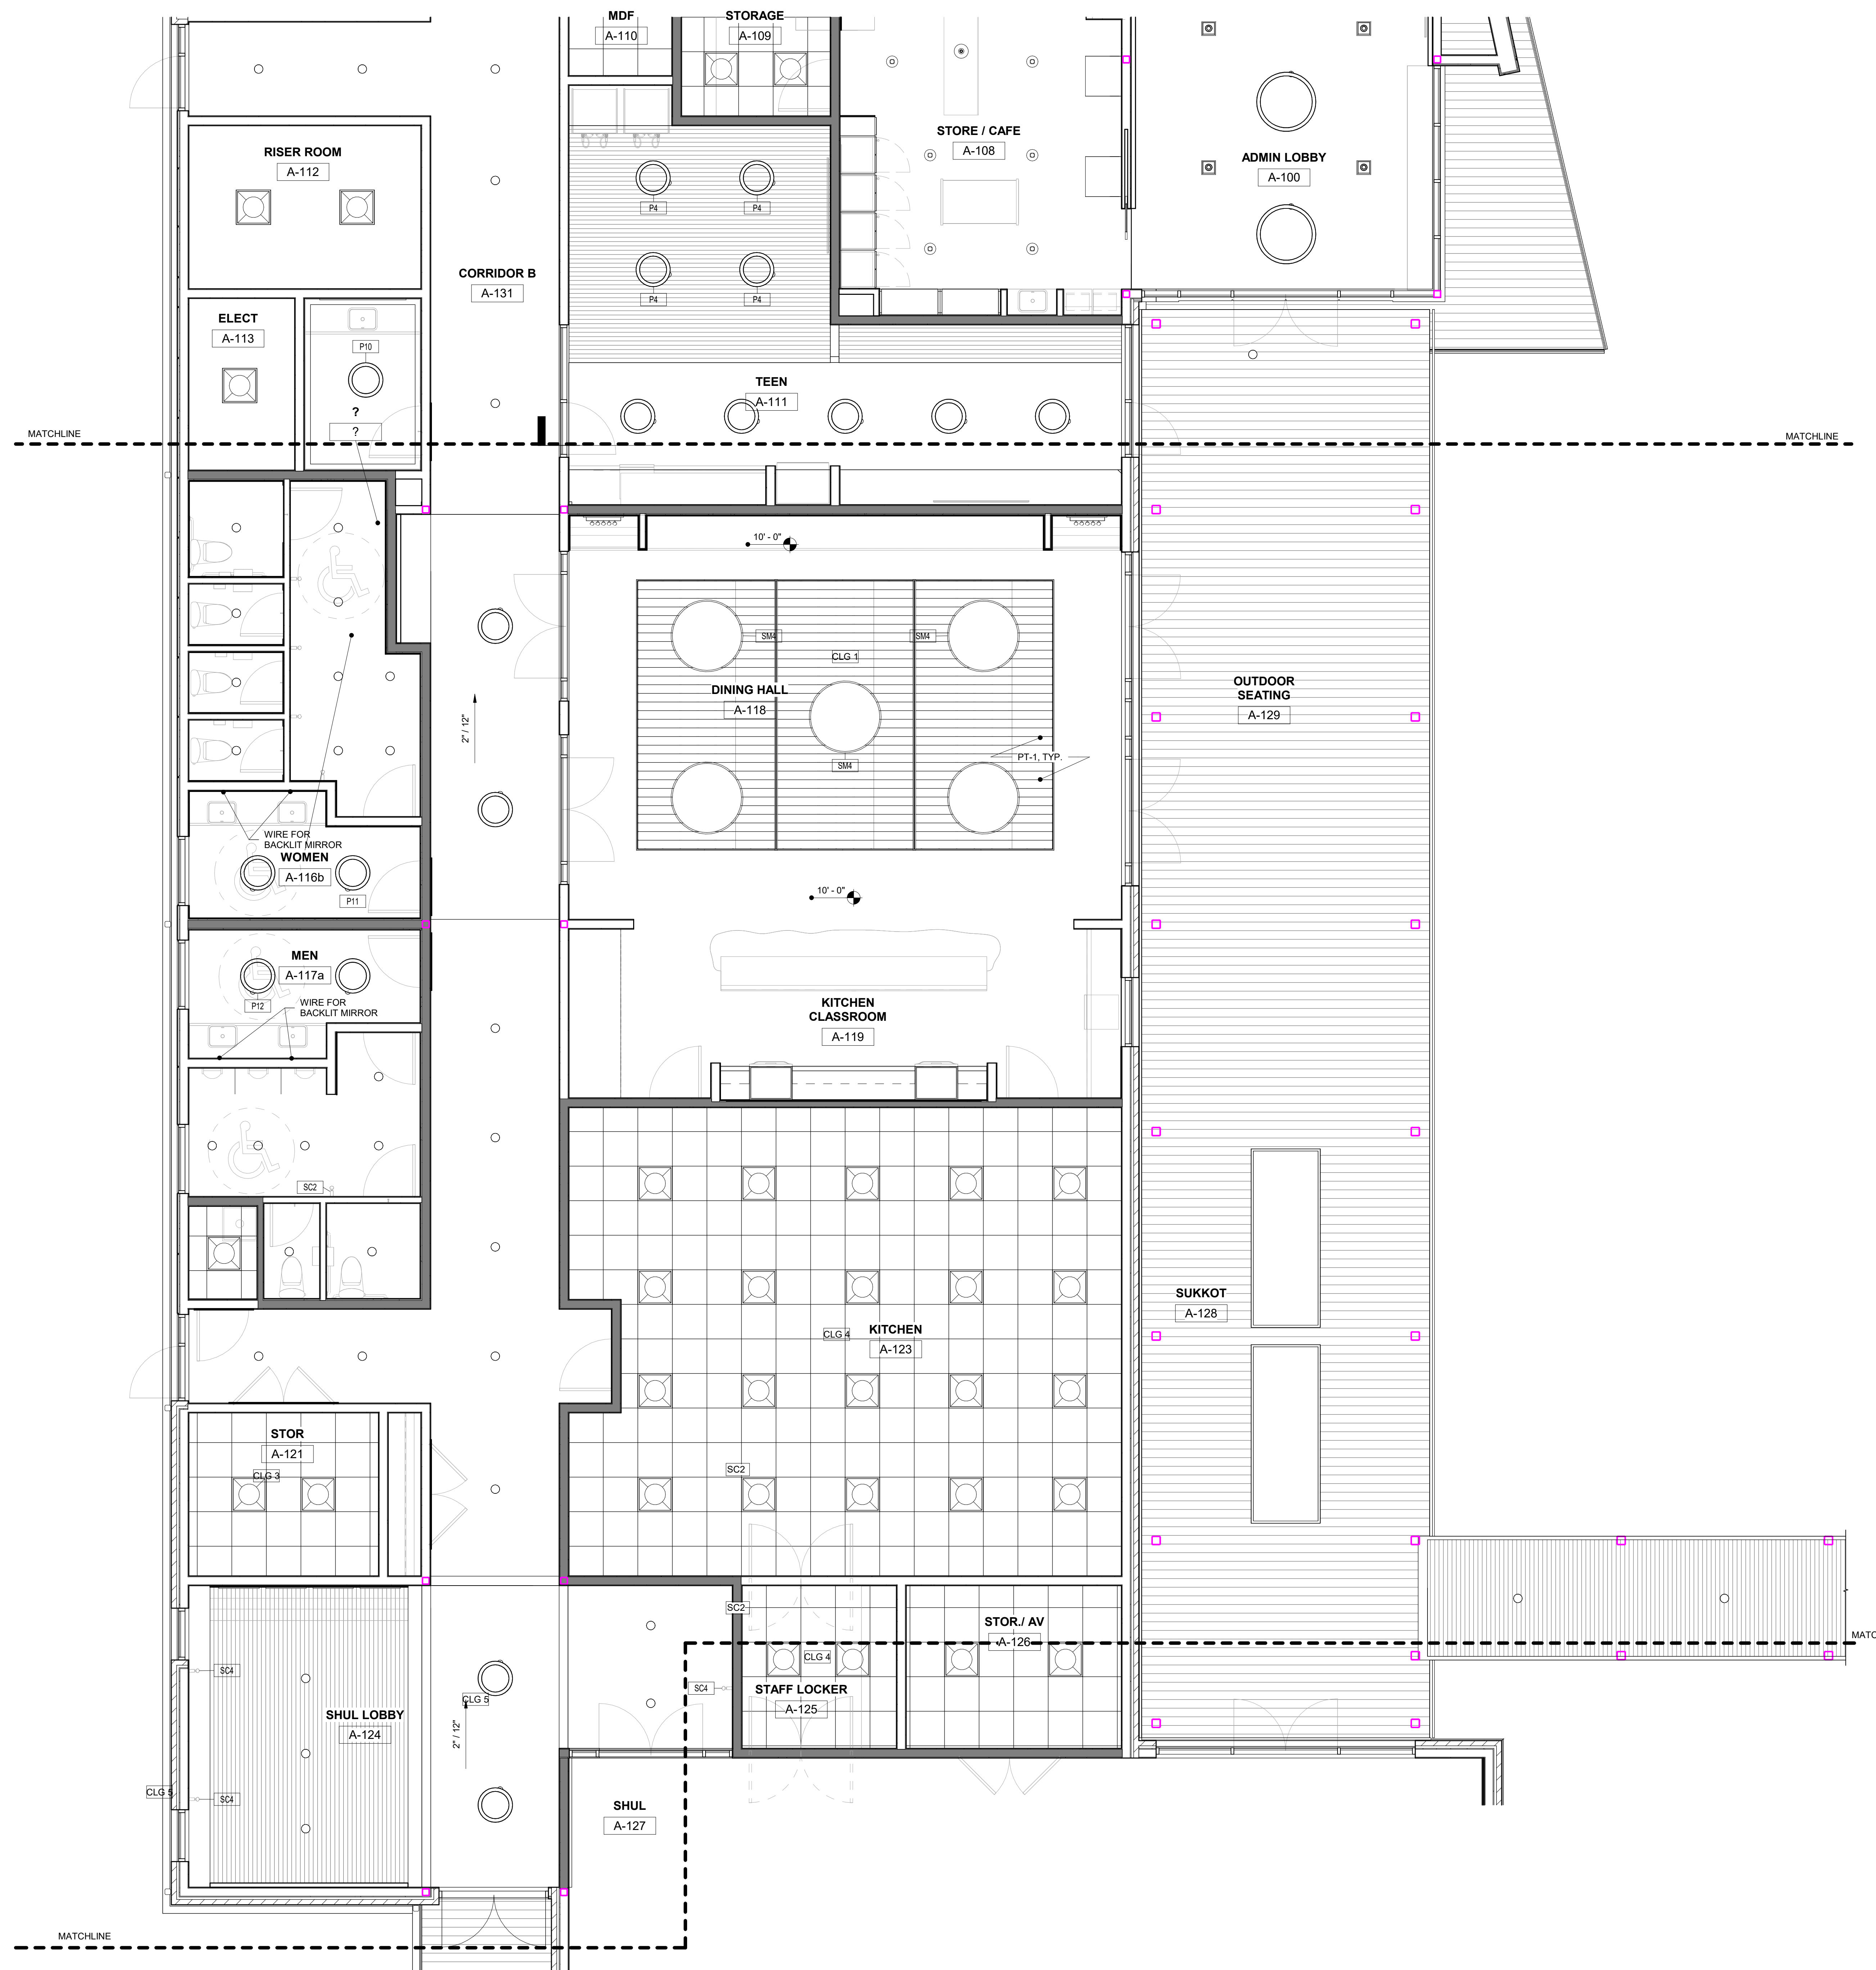 MDF
A-110
STORAGE
A-109
STORE / CAFE
A-108
ADMIN LOBBY
A-100
RISER ROOM
A-112
P4
P4
CORRIDOR B
A-131
P4
P4
ELECT
A-113
P10
?
?
TEEN
A-111
MATCHLINE
MATCHLINE
10' - 0"
SM4
SM4
CLG 1
DINING HALL
A-118
OUTDOOR
SEATING
A-129
2" / 12"
PT-1, TYP.
SM4
WIRE FOR
BACKLIT MIRROR
WOMEN
A-116b
P11
10' - 0"
MEN
A-117a
P12
WIRE FOR
BACKLIT MIRROR
KITCHEN
CLASSROOM
A-119
SC2
SUKKOT
A-128
KITCHEN
A-123
CLG 4
STOR
A-121
CLG 3
SC2
SC2
STOR./ AV
A-126
MATC
CLG 4
SC4
SC4
STAFF LOCKER
A-125
CLG 5
SHUL LOBBY
A-124
2" / 12"
CLG 5
SC4
SHUL
A-127
MATCHLINE